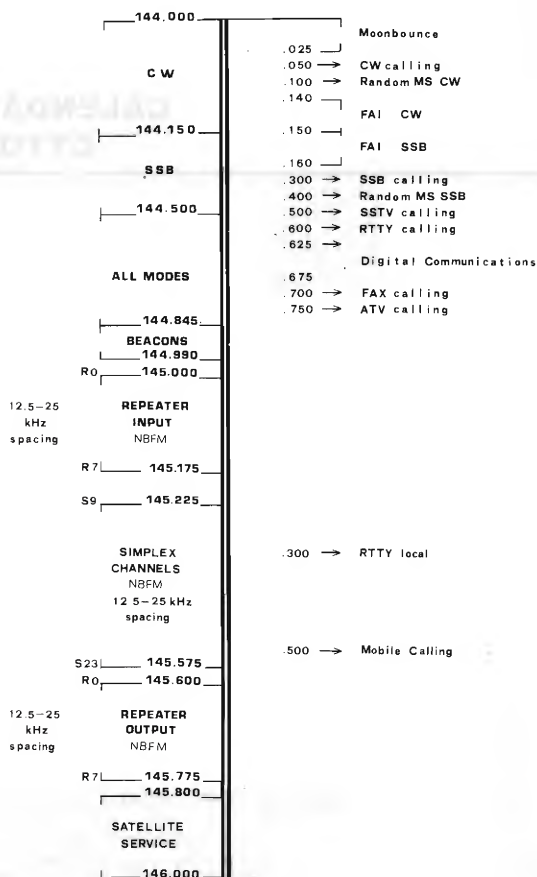 144.000
Moonbounce
.025
.050 → CW calling
CW
.100 → Random MS CW
.140
FAI CW
144.150
.150
FAI SSB
.160
SSB
.300 → SSB calling
.400 → Random MS SSB
144.500
.500 → SSTV calling
.600 → RTTY calling
.625 →
Digital Communications
ALL MODES
.675
.700 → FAX calling
.750 → ATV calling
144.845
BEACONS
144.990
R0 145.000
12.5–25
kHz
spacing
REPEATER
INPUT
NBFM
R7 145.175
S9 145.225
SIMPLEX
CHANNELS
NBFM
12 5–25 kHz
spacing
.300 → RTTY local
.500 → Mobile Calling
S23 145.575
R0 145.600
12.5–25
kHz
spacing
REPEATER
OUTPUT
NBFM
R7 145.775
145.800
SATELLITE
SERVICE
146.000